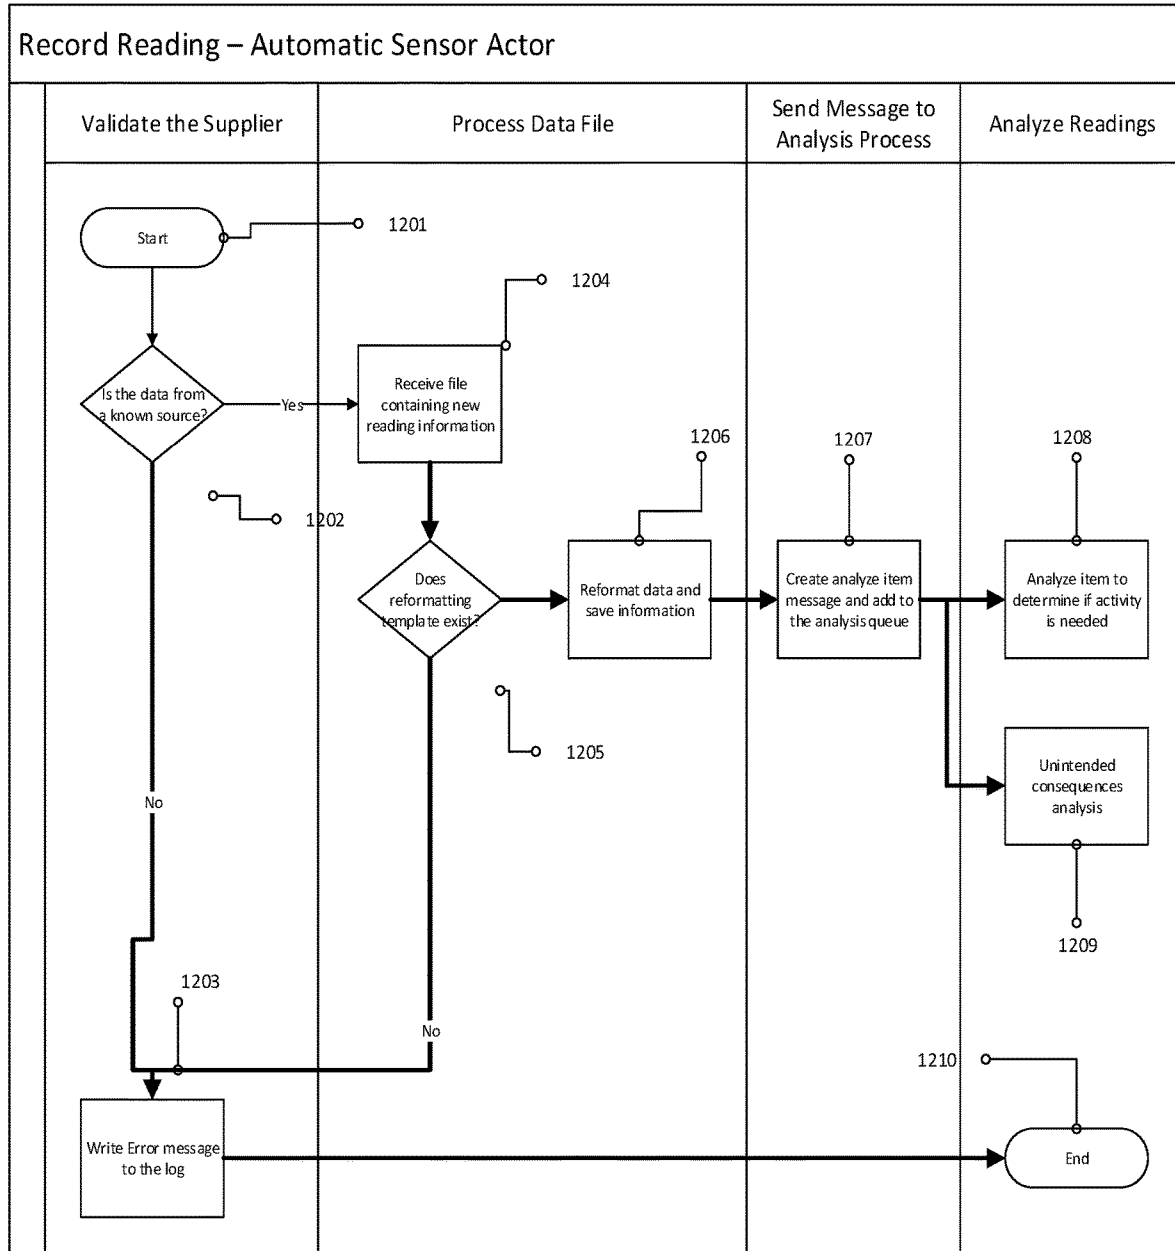 Record Reading – Automatic Sensor Actor
Validate the Supplier
Process Data File
Send Message to
Analysis Process
Analyze Readings
Start
1201
1204
Is the data from
a known source?
Yes
Receive file
containing new
reading information
1202
1206
1207
1208
Does
reformatting
template exist?
Reformat data and
save information
Create analyze item
message and add to
the analysis queue
Analyze item to
determine if activity
is needed
1205
Unintended
consequences
analysis
No
1209
1203
No
1210
Write Error message
to the log
End